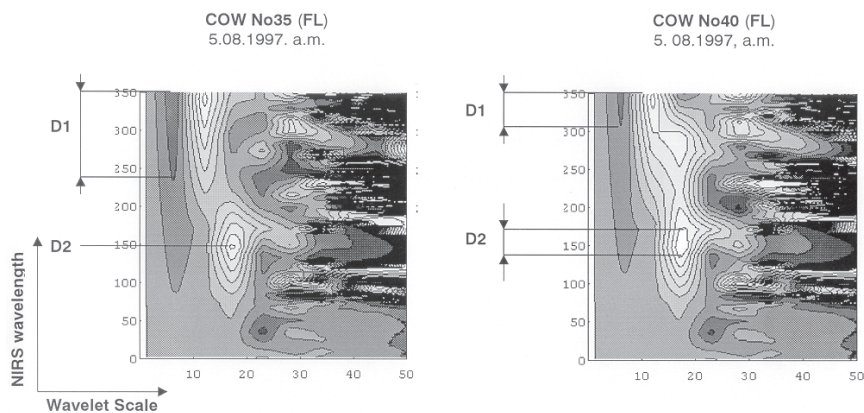 COW No35 (FL)
5.08.1997. a.m.
COW No40 (FL)
5. 08.1997, a.m.
D1
D2
350
300
250
200
150
100
50
0
10 20 30 40 50
NIRS wavelength
Wavelet Scale
D1
D2
350
300
250
200
150
100
50
0
10 20 30 40 50